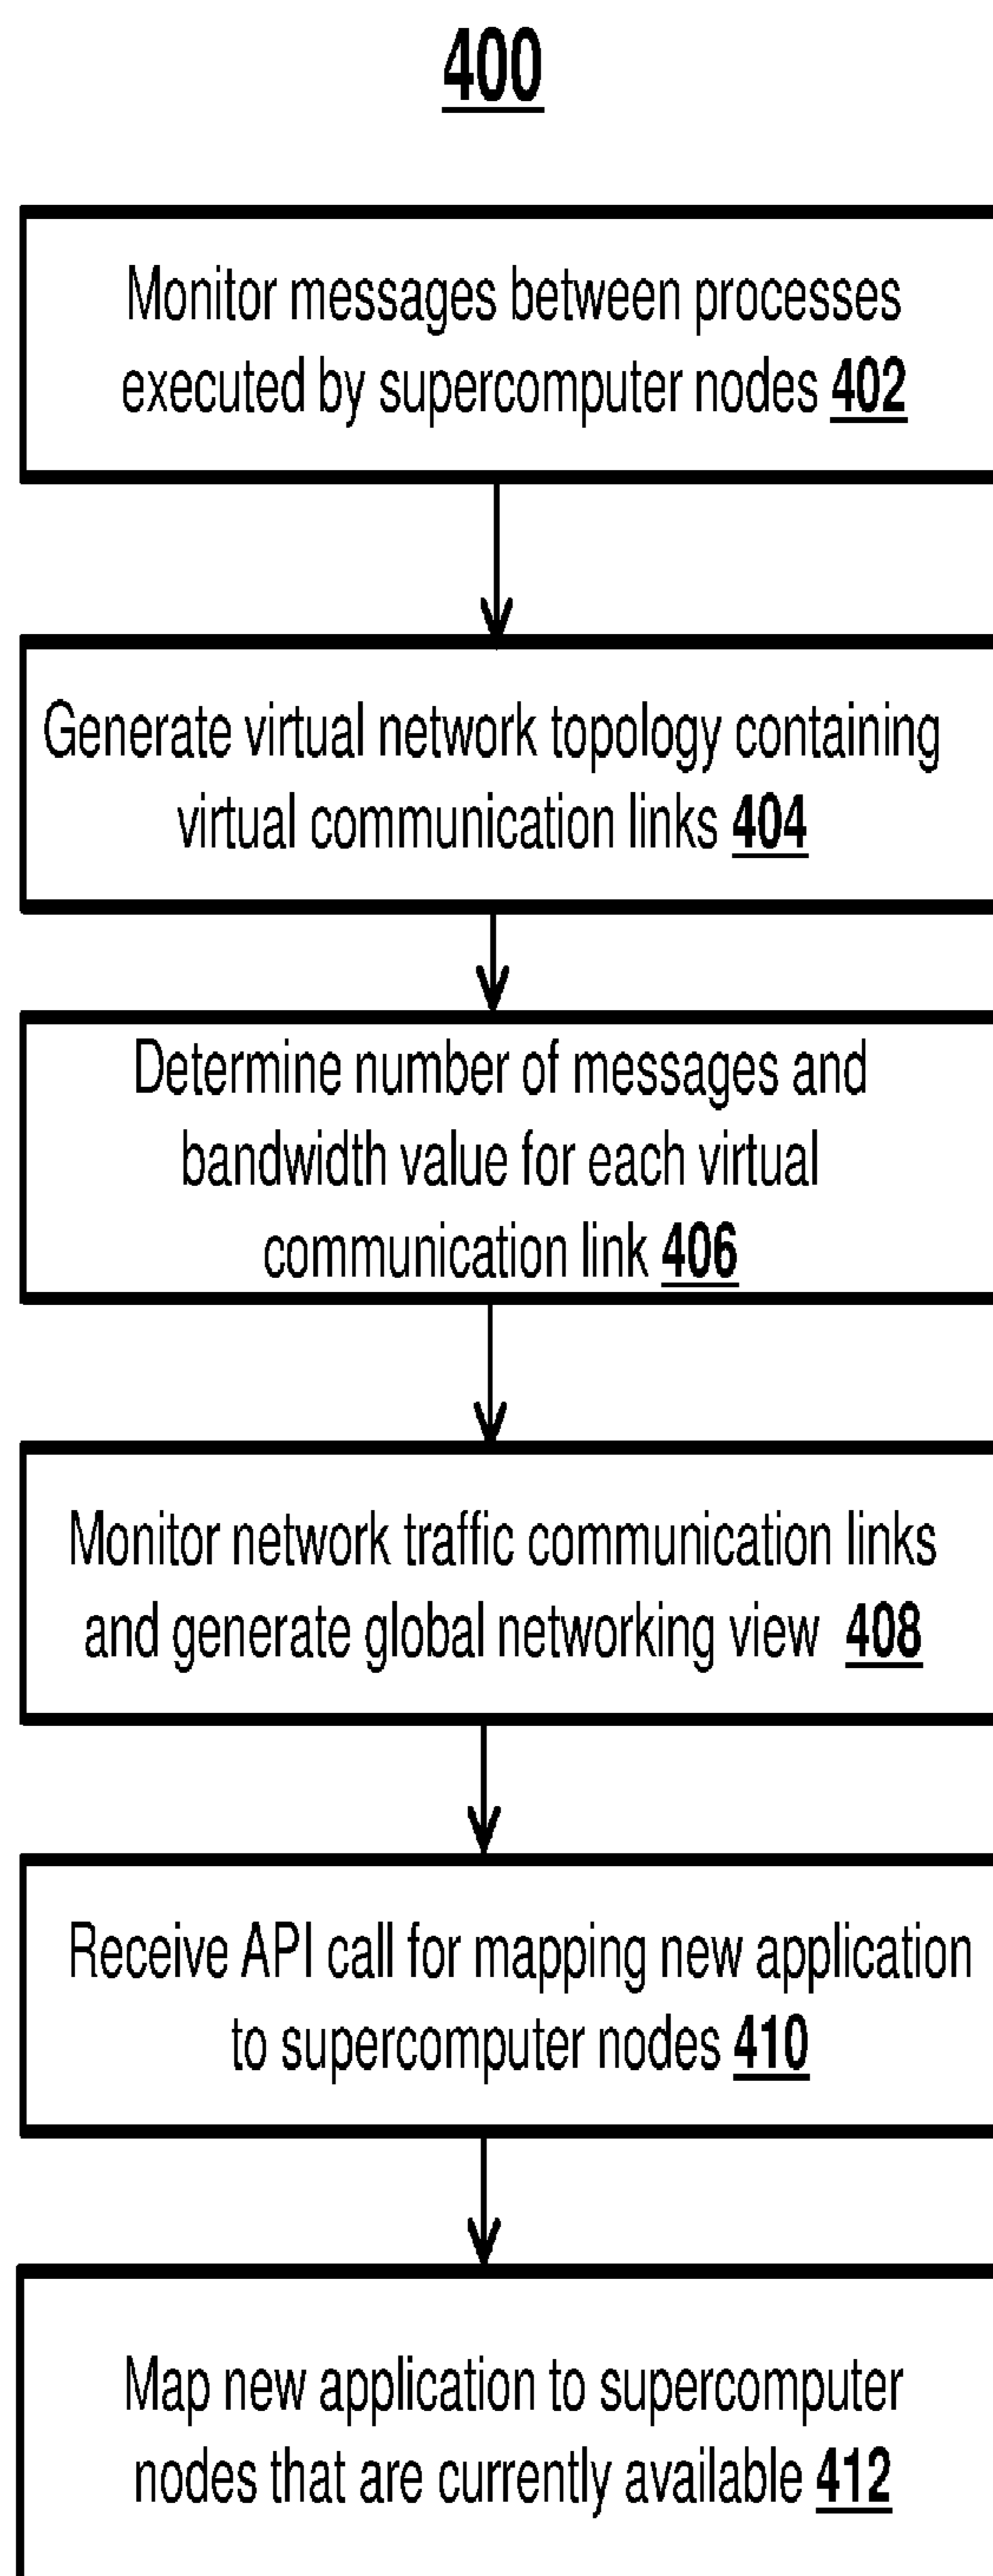 400
Monitor messages between processes
executed by supercomputer nodes 402
Generate virtual network topology containing
virtual communication links 404
Determine number of messages and
bandwidth value for each virtual
communication link 406
Monitor network traffic communication links
and generate global networking view 408
Receive API call for mapping new application
to supercomputer nodes 410
Map new application to supercomputer
nodes that are currently available 412